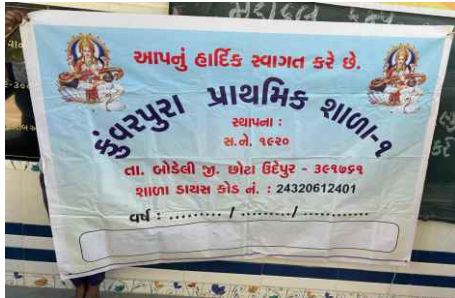 આપનું હાર્દિક સ્વાગત કરે છે.
કુંવરપુરા પ્રાથમિક શાળા-૧
સ્થાપના :
સ.ને. ૧૯૨૦
તા. બોડેલી જી. છોટા ઉદેપુર - ૩૯૧૭૬૧
શાળા ડાયસ કોડ નં. : 24320612401
વર્ષ : ......... / ......... / ............